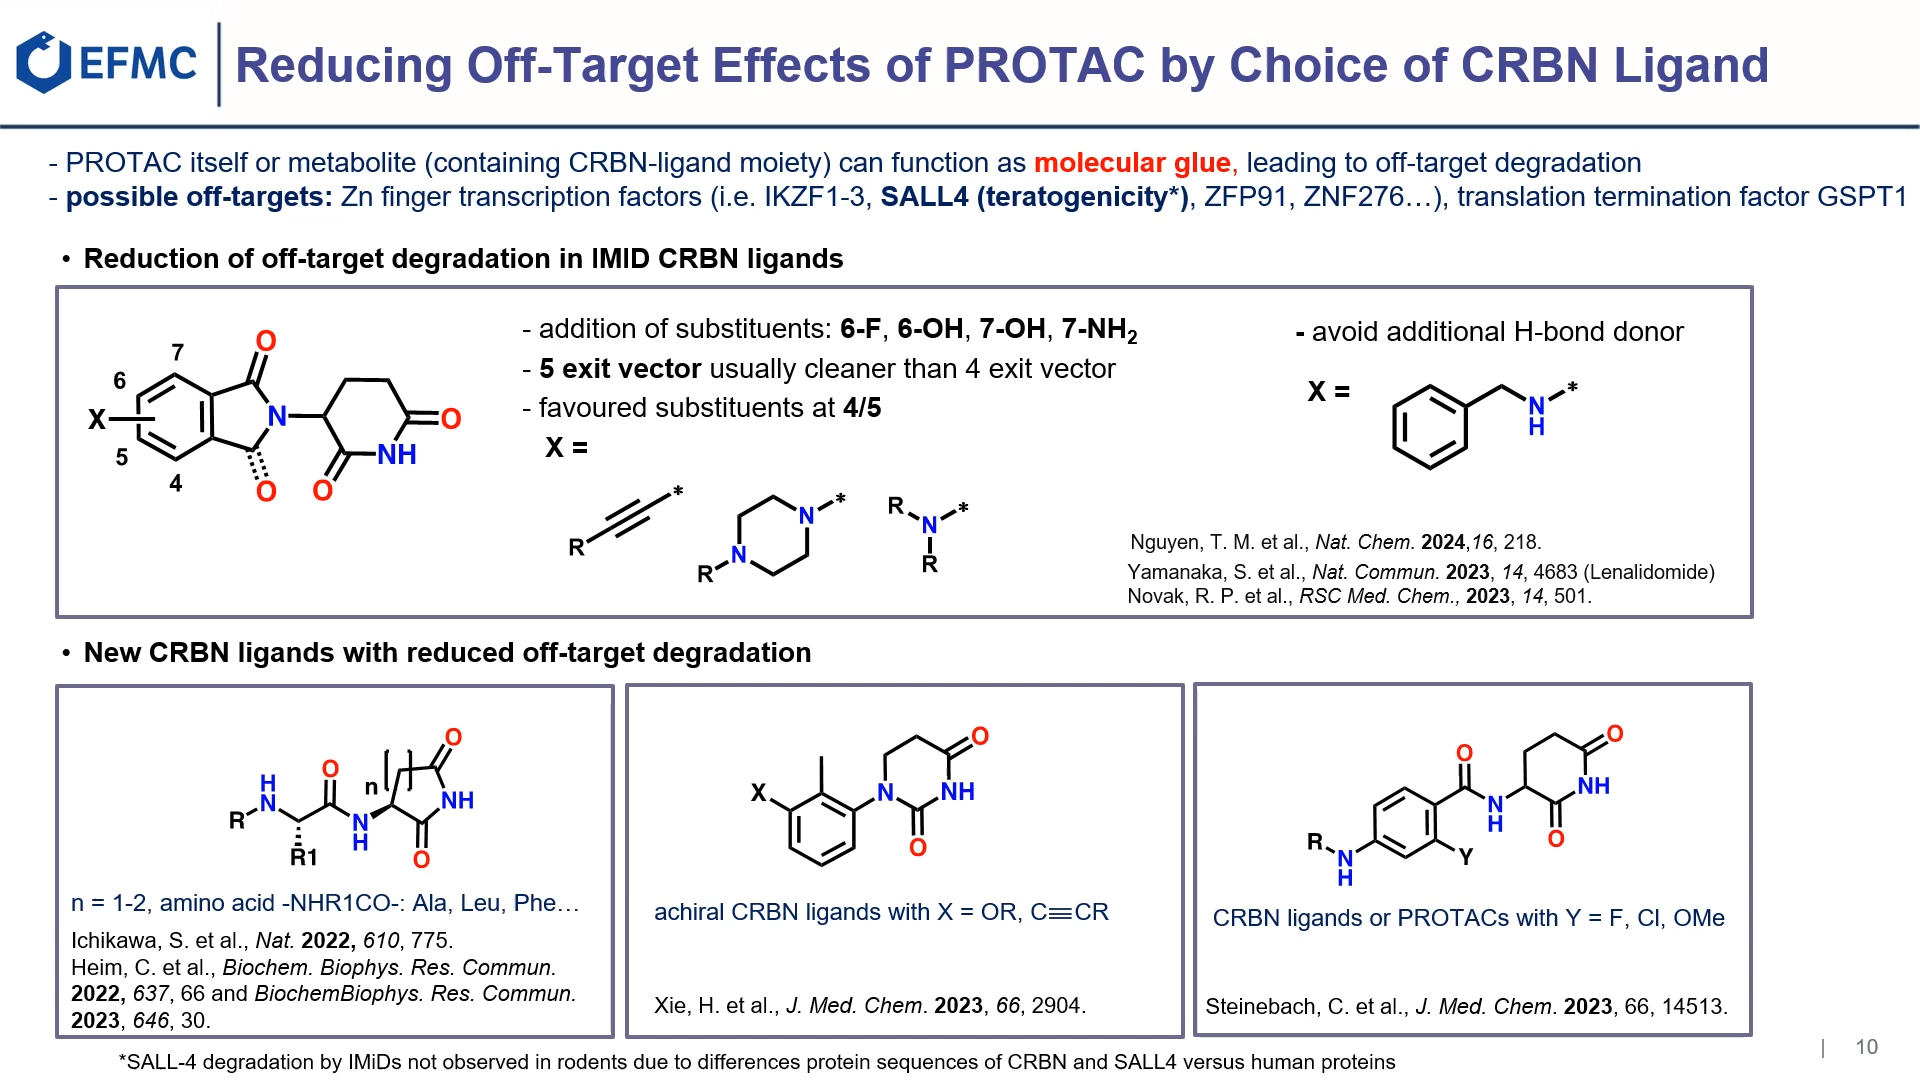 EFMC
Reducing Off-Target Effects of PROTAC by Choice of CRBN Ligand
- PROTAC itself or metabolite (containing CRBN-ligand moiety) can function as molecular glue, leading to off-target degradation
- possible off-targets: Zn finger transcription factors (i.e. IKZF1-3, SALL4 (teratogenicity*), ZFP91, ZNF276…), translation termination factor GSPT1
• Reduction of off-target degradation in IMID CRBN ligands
X
7
6
5
4
O
N
O
O
NH
O
- addition of substituents: 6-F, 6-OH, 7-OH, 7-NH2
- 5 exit vector usually cleaner than 4 exit vector
- favoured substituents at 4/5
X =
R
*
R
N
N
*
R
N
*
R
- avoid additional H-bond donor
X =
N
H
*
Nguyen, T. M. et al., Nat. Chem. 2024,16, 218.
Yamanaka, S. et al., Nat. Commun. 2023, 14, 4683 (Lenalidomide)
Novak, R. P. et al., RSC Med. Chem., 2023, 14, 501.
• New CRBN ligands with reduced off-target degradation
R
H
N
R1
O
N
H
n
O
NH
O
n = 1-2, amino acid -NHR1CO-: Ala, Leu, Phe…
Ichikawa, S. et al., Nat. 2022, 610, 775.
Heim, C. et al., Biochem. Biophys. Res. Commun.
2022, 637, 66 and BiochemBiophys. Res. Commun.
2023, 646, 30.
X
N
O
NH
O
achiral CRBN ligands with X = OR, C≡CR
Xie, H. et al., J. Med. Chem. 2023, 66, 2904.
R
N
H
Y
O
N
H
O
NH
O
CRBN ligands or PROTACs with Y = F, Cl, OMe
Steinebach, C. et al., J. Med. Chem. 2023, 66, 14513.
*SALL-4 degradation by IMiDs not observed in rodents due to differences protein sequences of CRBN and SALL4 versus human proteins
| 10